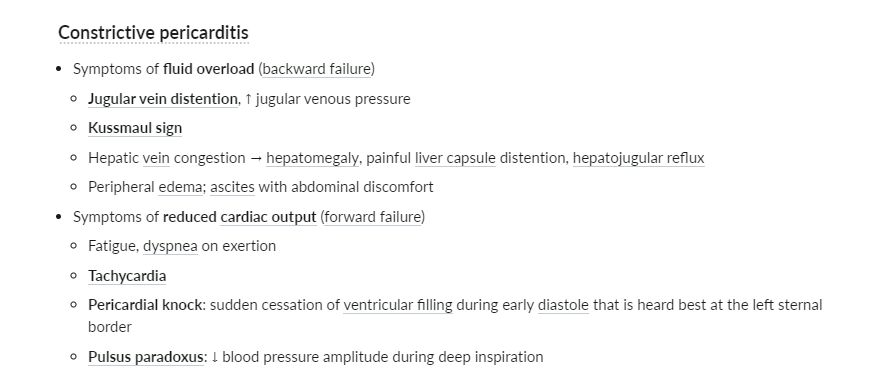 Constrictive pericarditis
• Symptoms of fluid overload (backward failure)
◦ Jugular vein distention, ↑ jugular venous pressure
◦ Kussmaul sign
◦ Hepatic vein congestion → hepatomegaly, painful liver capsule distention, hepatojugular reflux
◦ Peripheral edema; ascites with abdominal discomfort
• Symptoms of reduced cardiac output (forward failure)
◦ Fatigue, dyspnea on exertion
◦ Tachycardia
◦ Pericardial knock: sudden cessation of ventricular filling during early diastole that is heard best at the left sternal
border
◦ Pulsus paradoxus: ↓ blood pressure amplitude during deep inspiration